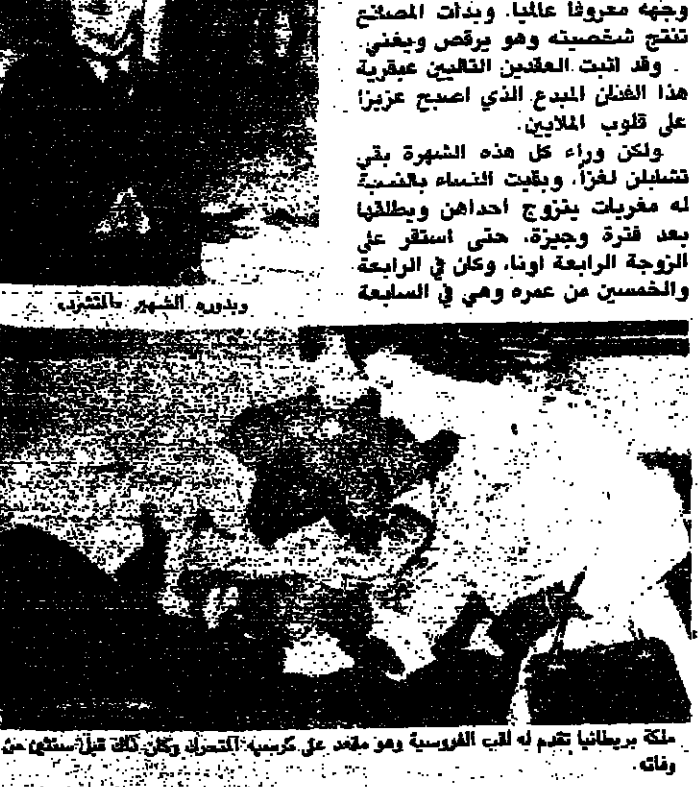 وجهه معروفاً عالمياً. وبدأت المصانع
تنتج شخصيته وهو يرقص ويغني.
وقد اثبت العقدين التاليين عبقرية
هذا الفنان المبدع الذي اصبح عزيزا
على قلوب الملايين.
ولكن وراء كل هذه الشهرة بقي
تشابلن لغزاً، وبقيت النساء بالنسبة
له مغريات يتزوج احداهن ويطلقها
بعد فترة وجيزة، حتى استقر على
الزوجة الرابعة اونا، وكان في الرابعة
والخمسين من عمره وهي في السابعة
وبدوره الشهير «المتشرد»
ملكة بريطانيا تقدم له لقب الفروسية وهو مقعد على كرسيه المتحرك وكان ذلك قبل سنتين من
وفاته.